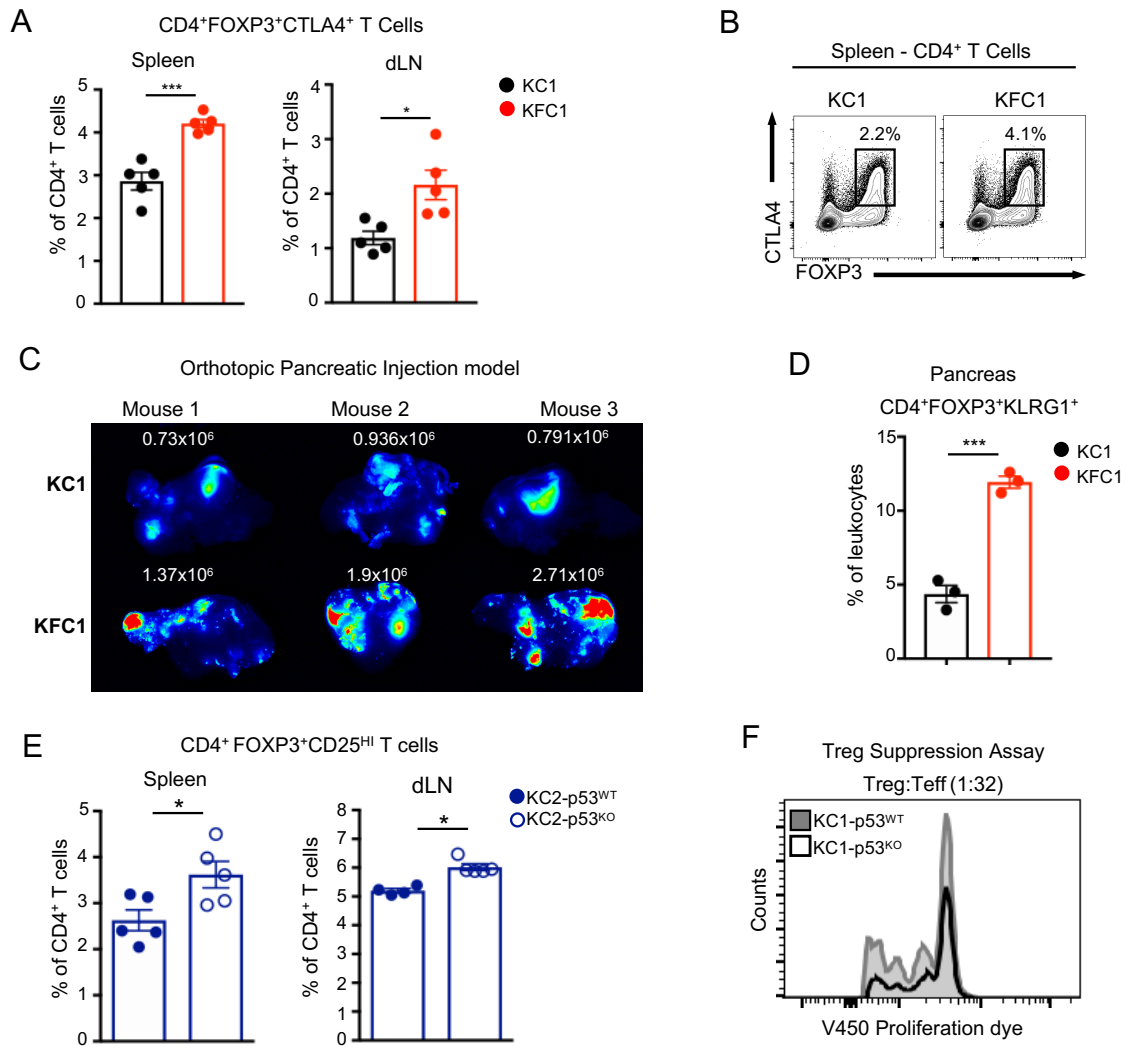 A
CD4⁺FOXP3⁺CTLA4⁺ T Cells
Spleen
% of CD4⁺ T cells
5
4
3
2
1
0
***
dLN
% of CD4⁺ T cells
4
3
2
1
0
*
KC1
KFC1
B
Spleen - CD4⁺ T Cells
KC1
KFC1
2.2%
4.1%
CTLA4
FOXP3
C
Orthotopic Pancreatic Injection model
Mouse 1 Mouse 2 Mouse 3
0.73x10⁶ 0.936x10⁶ 0.791x10⁶
KC1
1.37x10⁶ 1.9x10⁶ 2.71x10⁶
KFC1
D
Pancreas
CD4⁺FOXP3⁺KLRG1⁺
% of leukocytes
15
10
5
0
***
KC1
KFC1
E
CD4⁺ FOXP3⁺CD25ᴴᴵ T cells
Spleen
% of CD4⁺ T cells
5
4
3
2
1
0
*
dLN
% of CD4⁺ T cells
8
7
6
5
4
3
2
1
0
*
KC2-p53ᵂᵀ
KC2-p53ᴷᴼ
F
Treg Suppression Assay
Treg:Teff (1:32)
KC1-p53ᵂᵀ
KC1-p53ᴷᴼ
Counts
V450 Proliferation dye